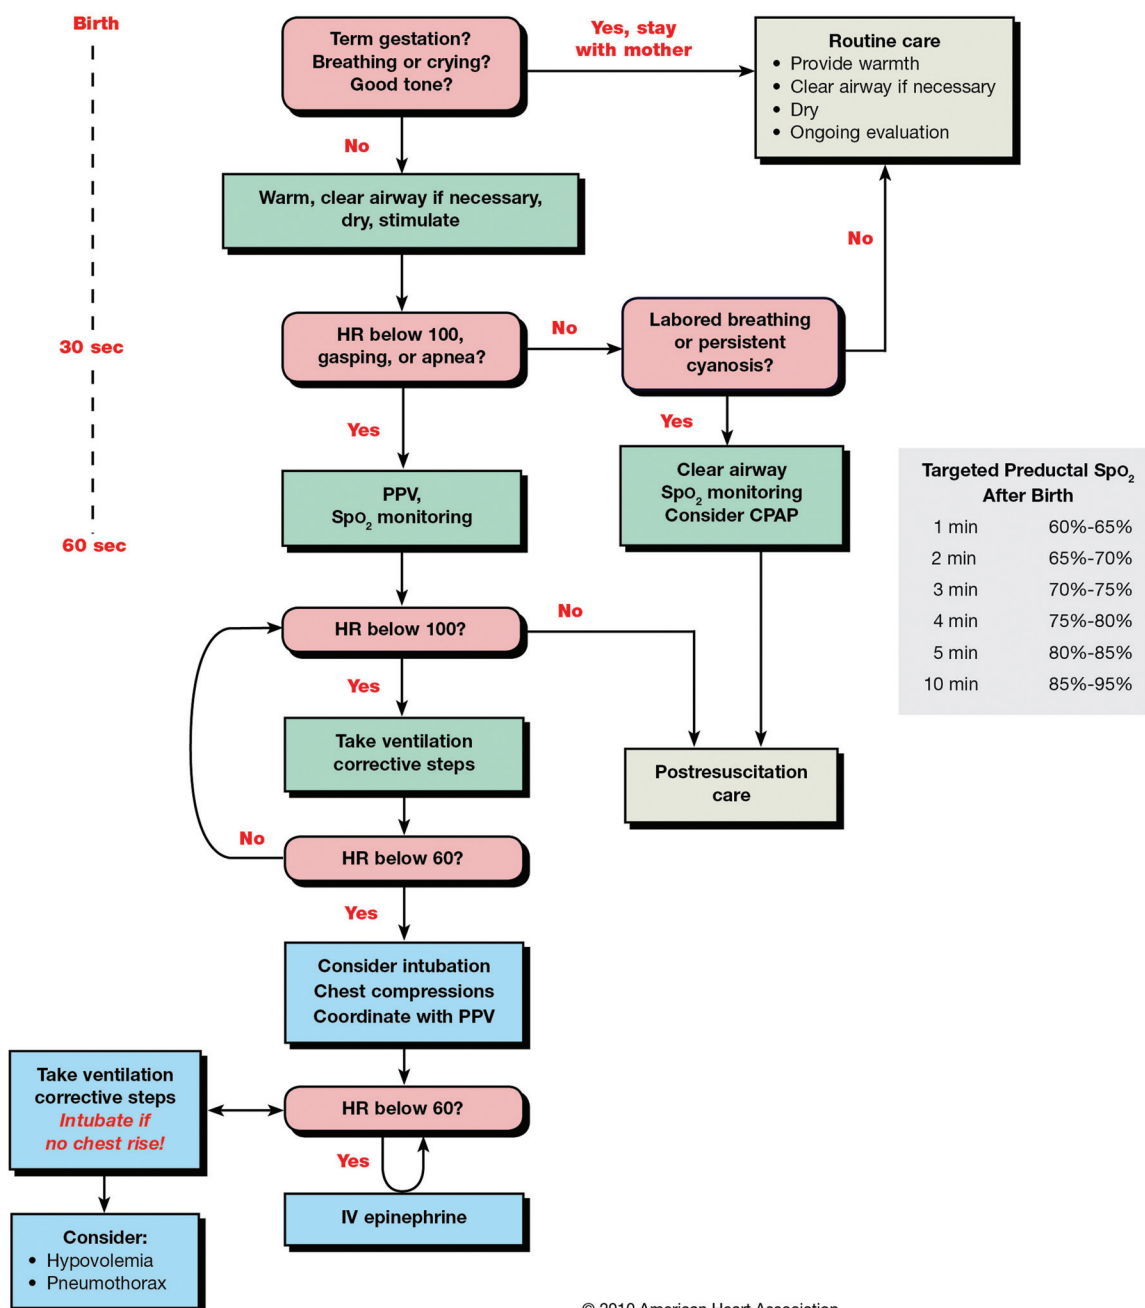 Birth
Term gestation?
Breathing or crying?
Good tone?
Yes, stay
with mother
Routine care
• Provide warmth
• Clear airway if necessary
• Dry
• Ongoing evaluation
No
Warm, clear airway if necessary,
dry, stimulate
No
30 sec
HR below 100,
gasping, or apnea?
No
Labored breathing
or persistent
cyanosis?
Yes
Yes
PPV,
SpO₂ monitoring
Clear airway
SpO₂ monitoring
Consider CPAP
60 sec
Targeted Preductal SpO₂
After Birth
1 min 60%-65%
2 min 65%-70%
3 min 70%-75%
4 min 75%-80%
5 min 80%-85%
10 min 85%-95%
HR below 100?
No
Yes
Take ventilation
corrective steps
Postresuscitation
care
No
HR below 60?
Yes
Consider intubation
Chest compressions
Coordinate with PPV
Take ventilation
corrective steps
Intubate if
no chest rise!
HR below 60?
Yes
IV epinephrine
Consider:
• Hypovolemia
• Pneumothorax
© 2010 American Heart Association